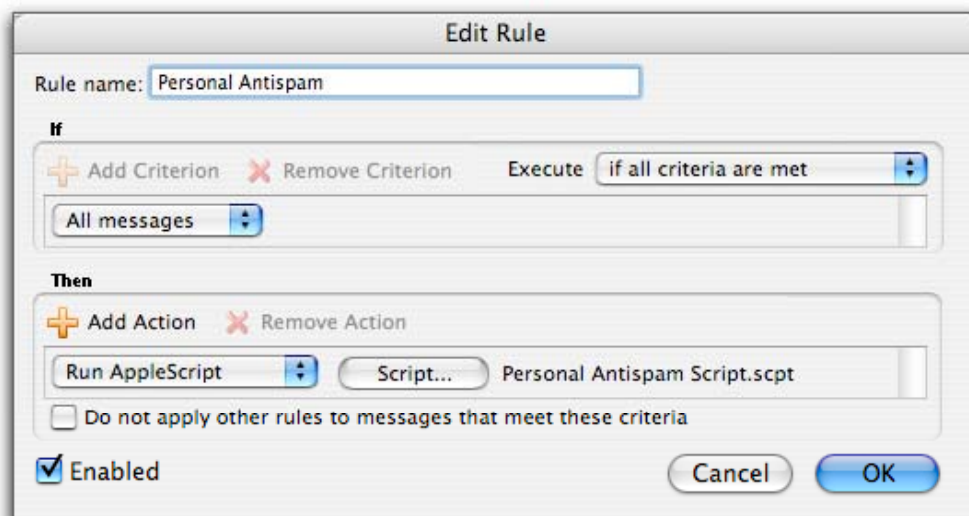 Edit Rule
Rule name: Personal Antispam
If
Add Criterion Remove Criterion Execute if all criteria are met
All messages
Then
Add Action Remove Action
Run AppleScript Script... Personal Antispam Script.scpt
Do not apply other rules to messages that meet these criteria
Enabled Cancel OK